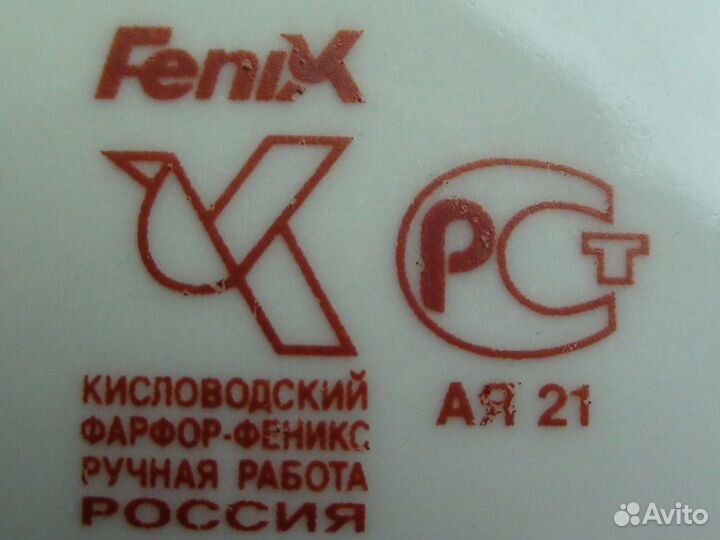 Fenix
РСТ
АЯ 21
КИСЛОВОДСКИЙ
ФАРФОР-ФЕНИКС
РУЧНАЯ РАБОТА
РОССИЯ
Avito